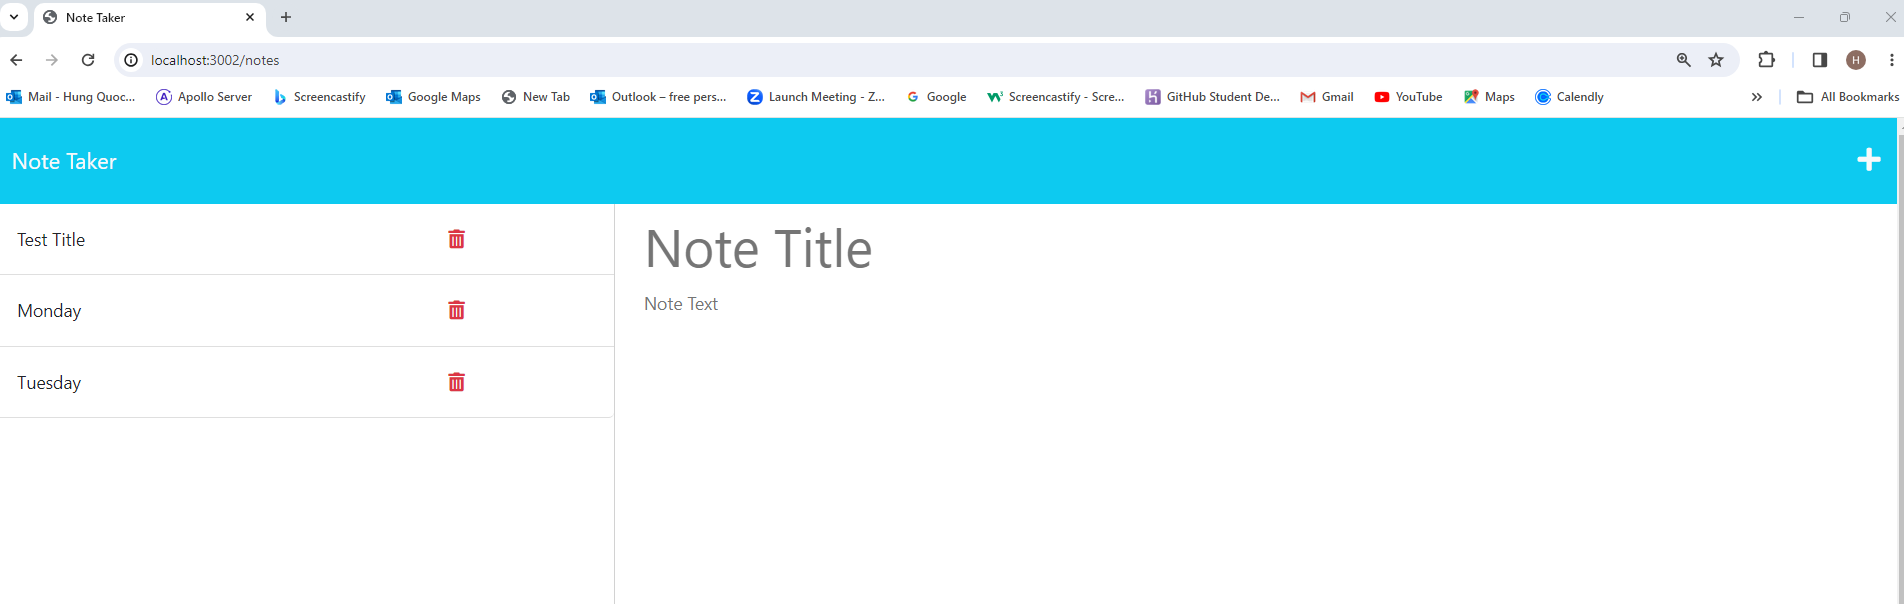 Note Taker
localhost:3002/notes
H
Mail - Hung Quoc... Apollo Server Screencastify Google Maps New Tab Outlook – free pers... Launch Meeting - Z... Google Screencastify - Scre... GitHub Student De... Gmail YouTube Maps Calendly All Bookmarks
Note Taker
Test Title
Monday
Tuesday
Note Title
Note Text